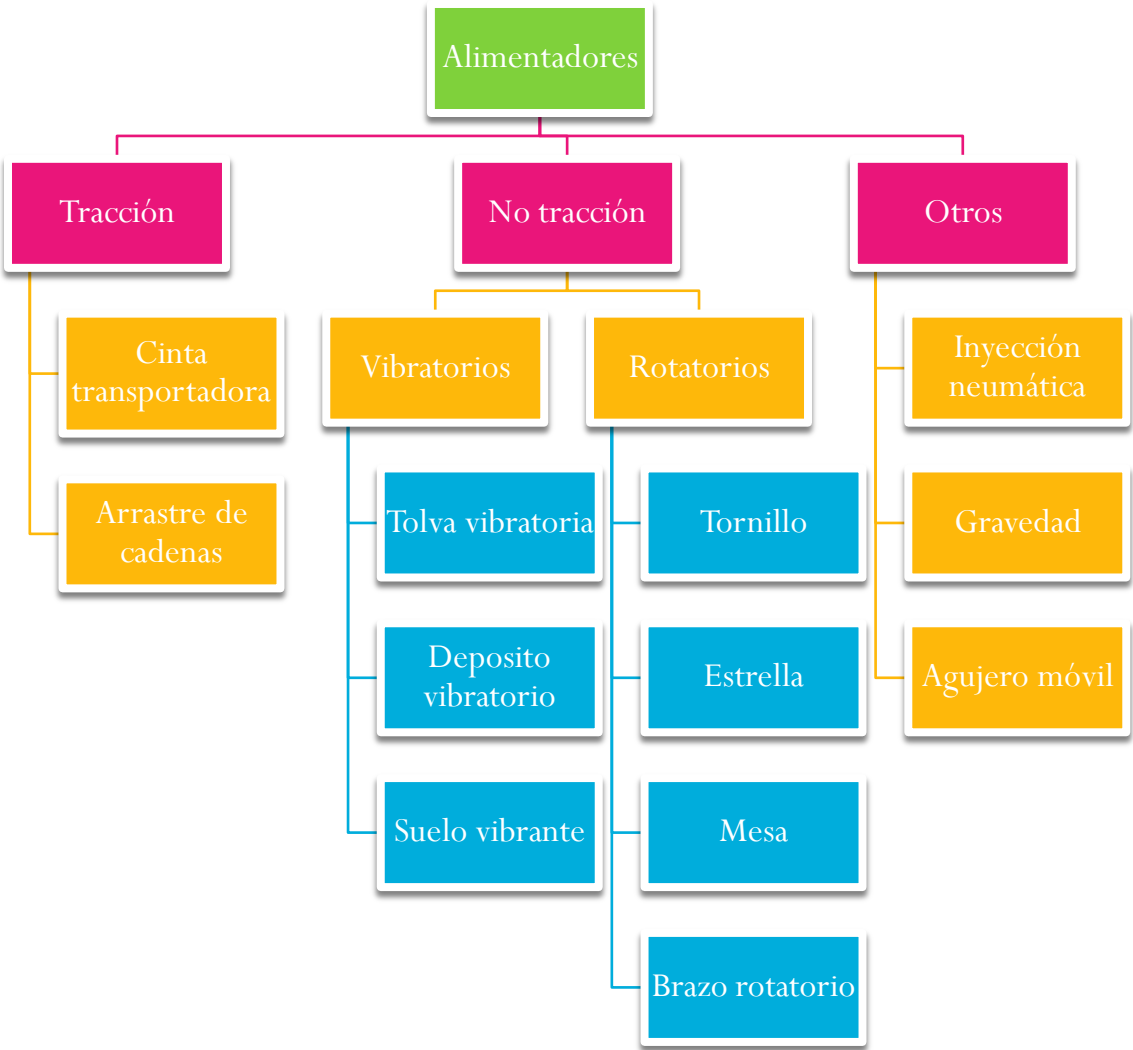 Alimentadores
Tracción
No tracción
Otros
Cinta
transportadora
Arrastre de
cadenas
Vibratorios
Rotatorios
Tolva vibratoria
Deposito
vibratorio
Suelo vibrante
Tornillo
Estrella
Mesa
Brazo rotatorio
Inyección
neumática
Gravedad
Agujero móvil